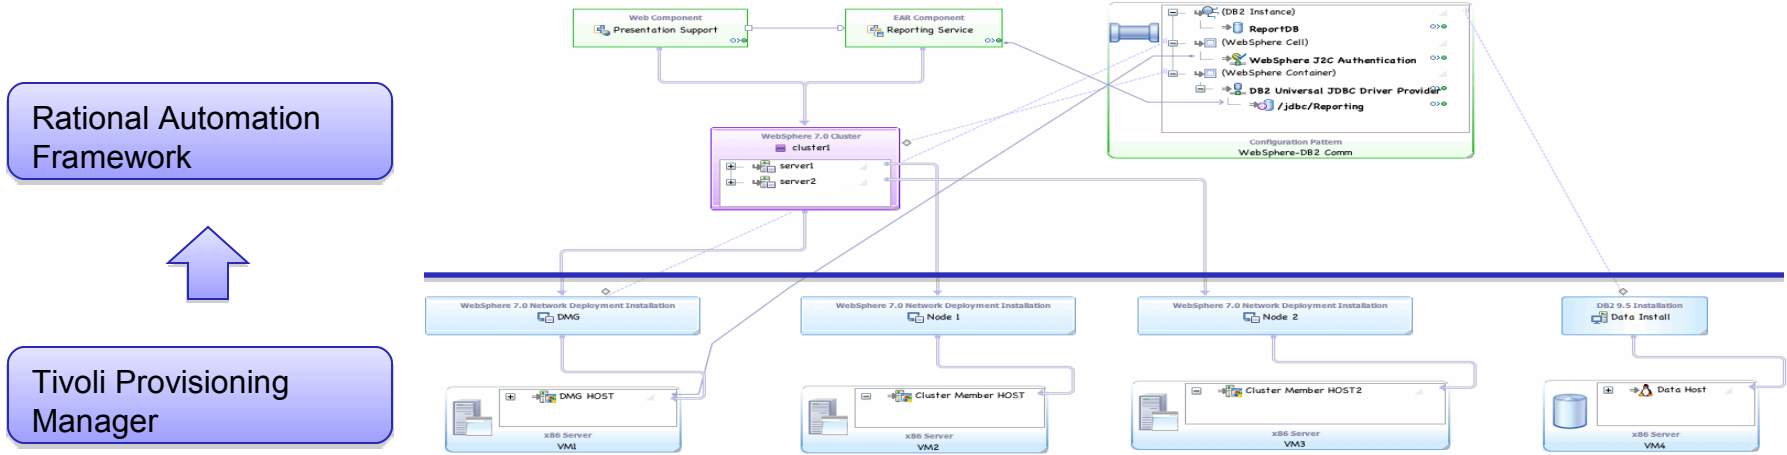 Rational Automation
Framework
Tivoli Provisioning
Manager
Web Component
Presentation Support
EAR Component
Reporting Service
(DB2 Instance)
ReportDB
(WebSphere Cell)
WebSphere J2C Authentication
(WebSphere Container)
DB2 Universal JDBC Driver Provider
/jdbc/Reporting
Configuration Pattern
WebSphere-DB2 Comm
WebSphere 7.0 Cluster
cluster1
server1
server2
WebSphere 7.0 Network Deployment Installation
DMG
WebSphere 7.0 Network Deployment Installation
Node 1
WebSphere 7.0 Network Deployment Installation
Node 2
DB2 9.5 Installation
Data Install
DMG HOST
x86 Server
VM1
Cluster Member HOST
x86 Server
VM2
Cluster Member HOST2
x86 Server
VM3
Data Host
x86 Server
VM4